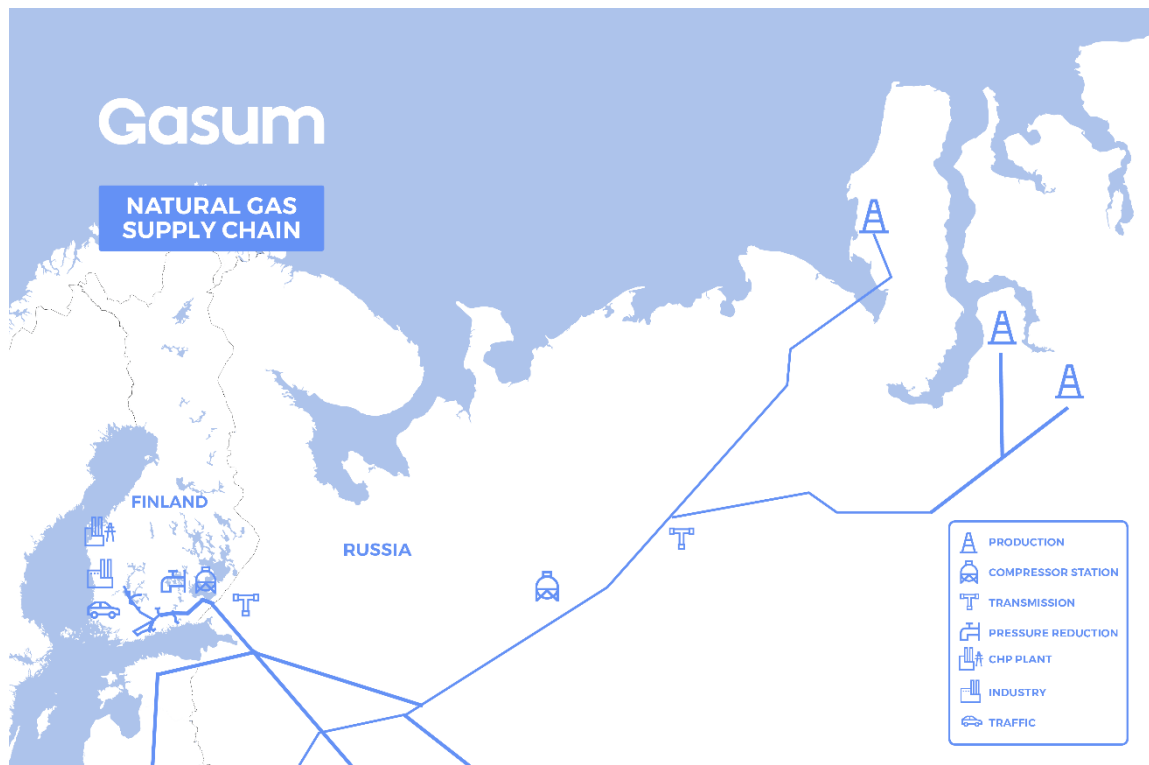 Gasum
NATURAL GAS
SUPPLY CHAIN
FINLAND
RUSSIA
PRODUCTION
COMPRESSOR STATION
TRANSMISSION
PRESSURE REDUCTION
CHP PLANT
INDUSTRY
TRAFFIC